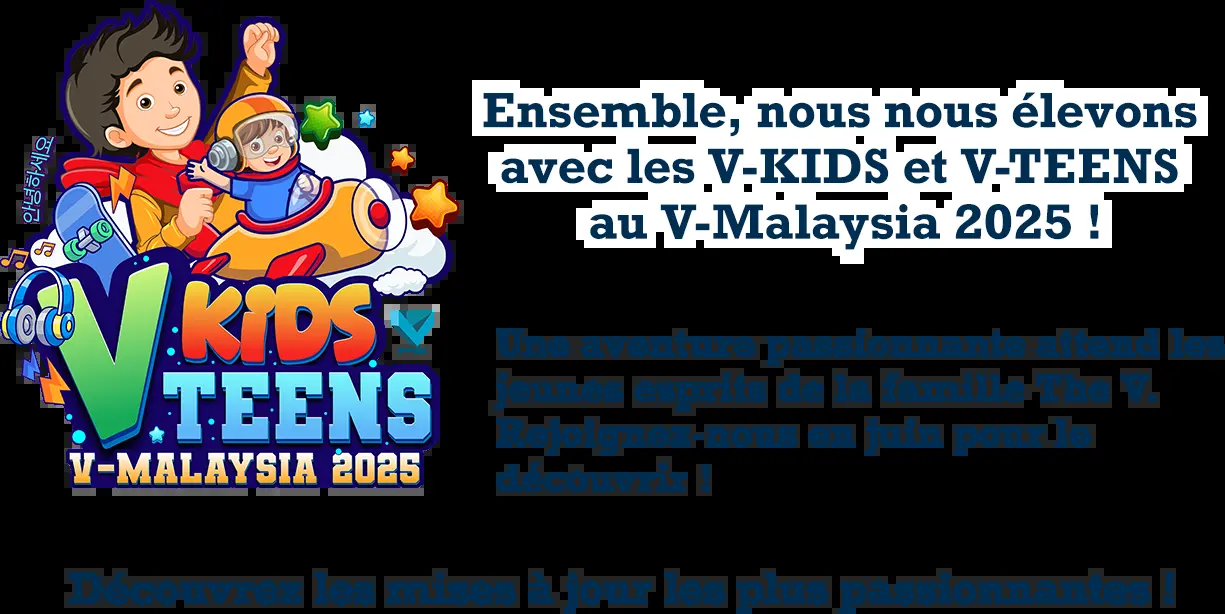 Ensemble, nous nous élevons
avec les V-KIDS et V-TEENS
au V-Malaysia 2025 !
안녕하세요
V KiDS
TEENS
V-MALAYSIA 2025
Une aventure passionnante attend les
jeunes esprits de la famille The V.
Rejoignez-nous en juin pour le
découvrir !
Découvrez les mises à jour les plus passionnantes !